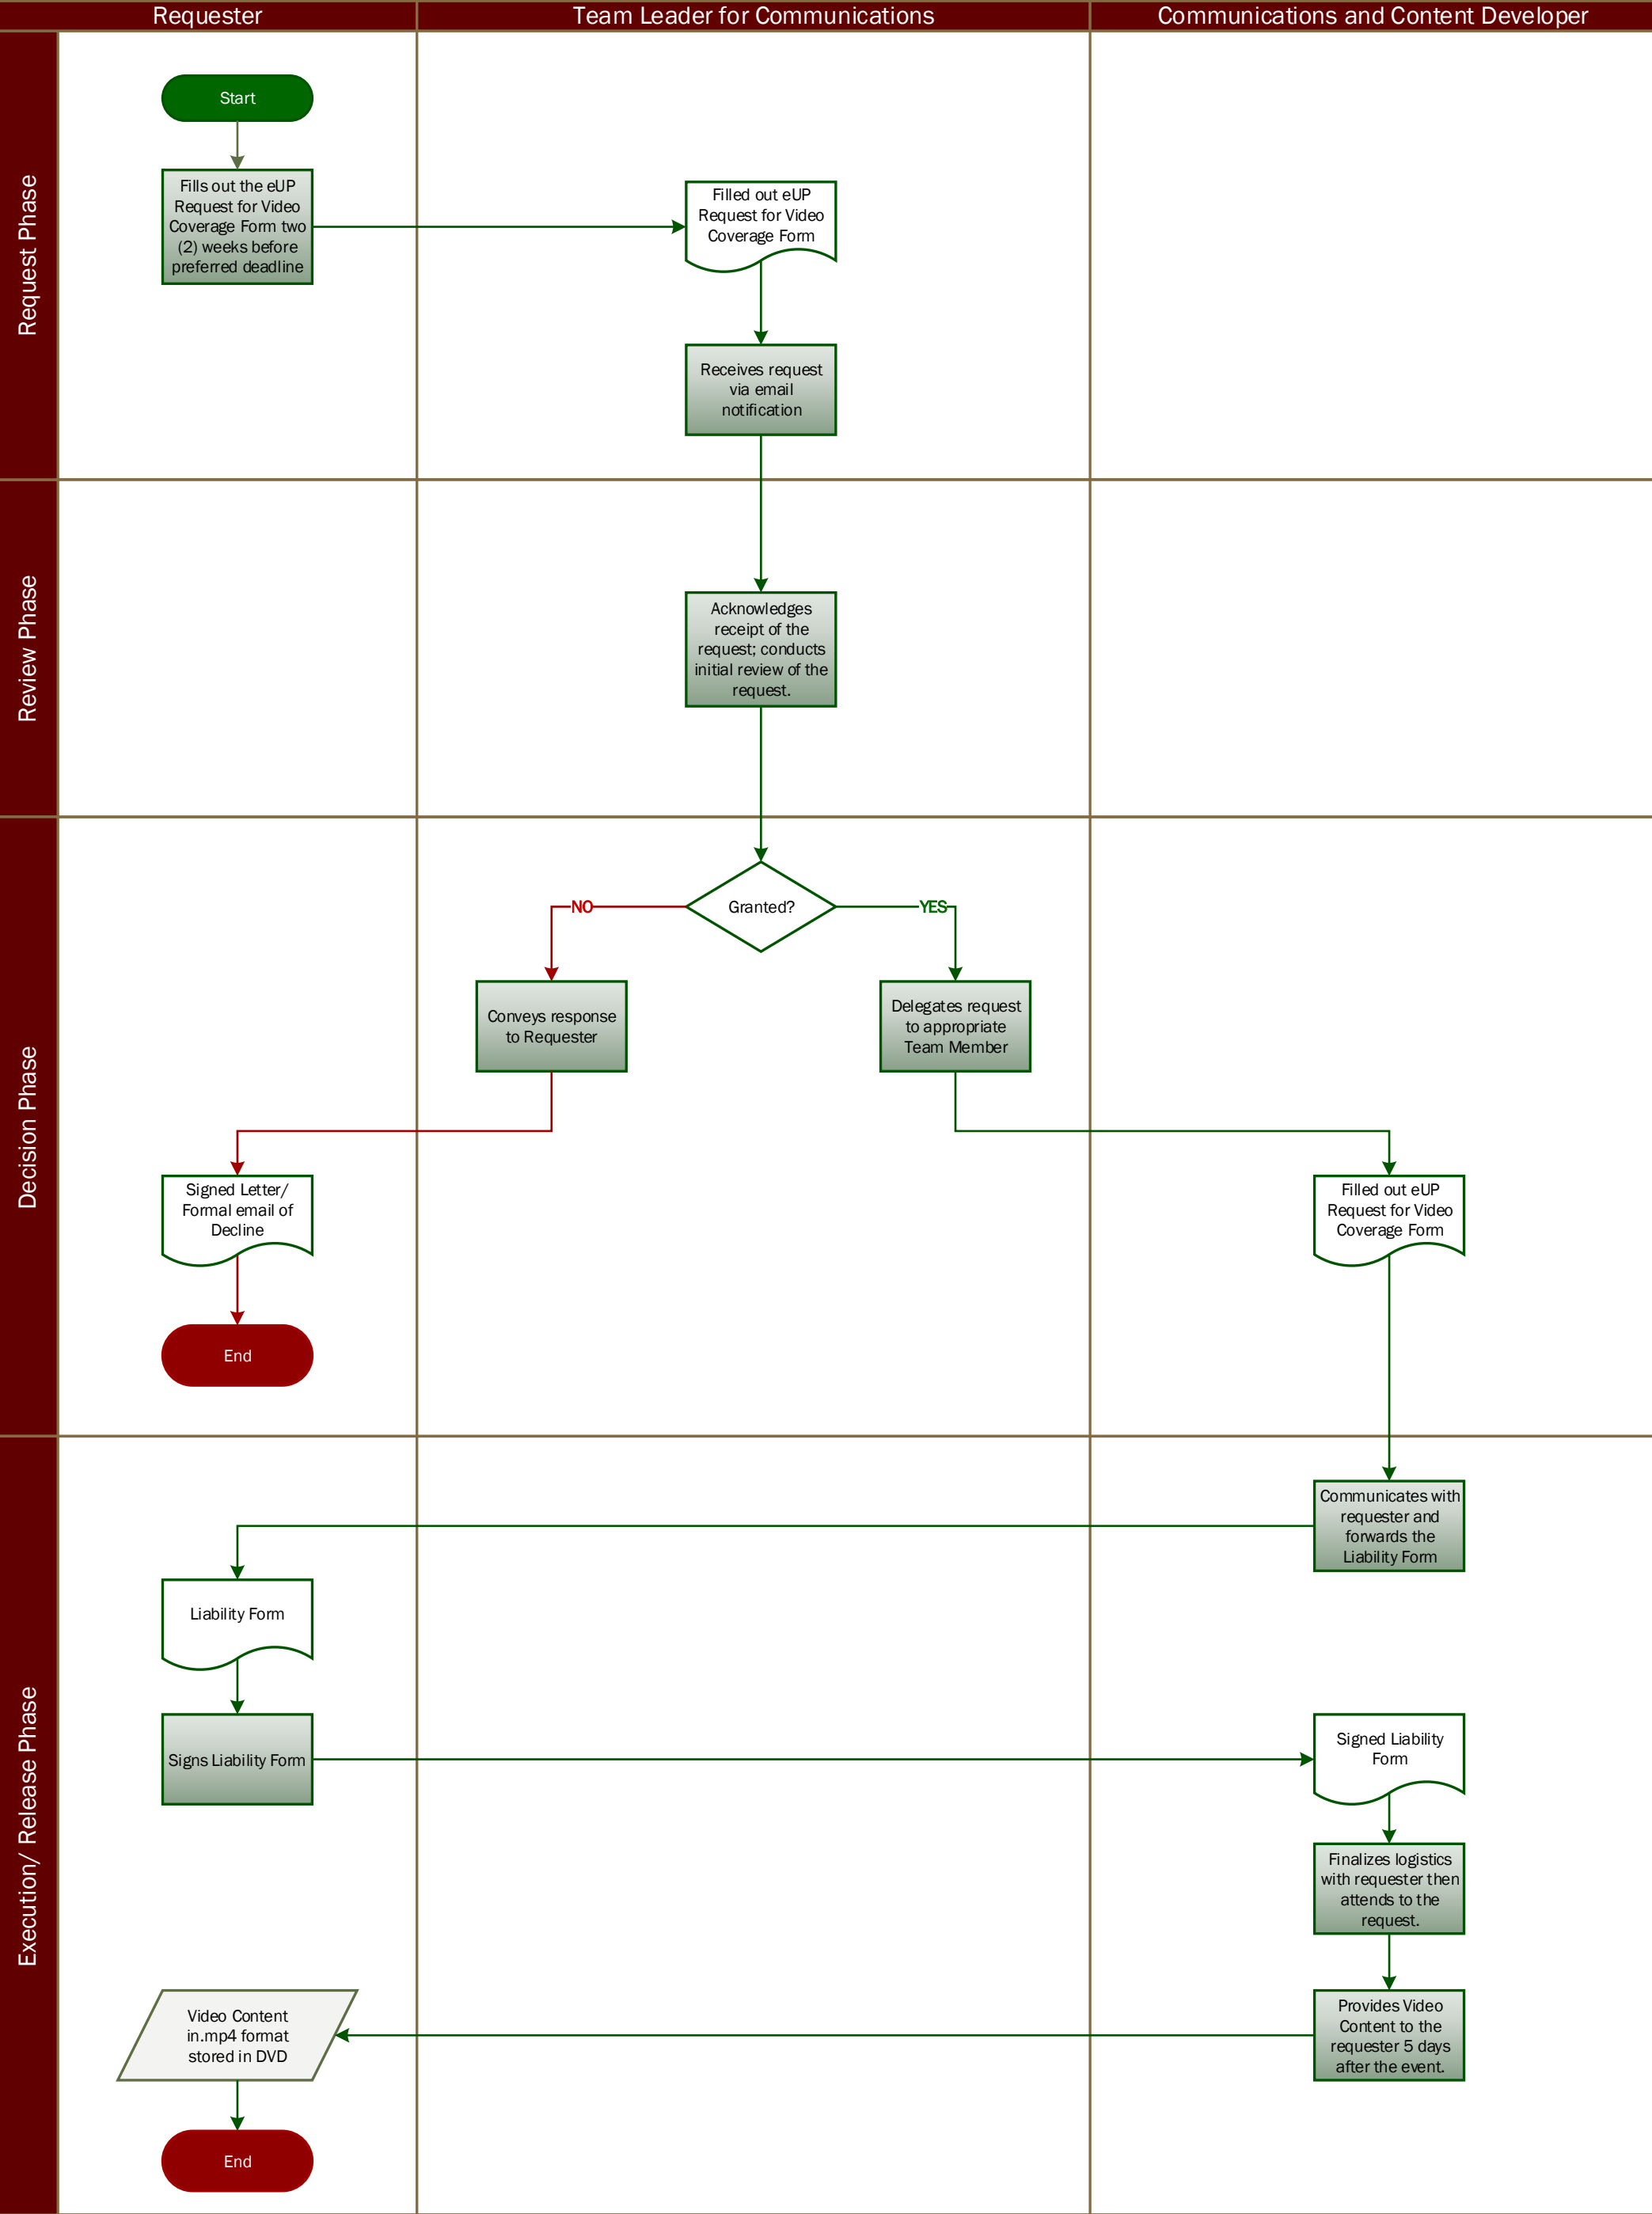 Requester
Team Leader for Communications
Communications and Content Developer
Request Phase
Start
Fills out the eUP
Request for Video
Coverage Form two
(2) weeks before
preferred deadline
Filled out eUP
Request for Video
Coverage Form
Receives request
via email
notification
Review Phase
Acknowledges
receipt of the
request; conducts
initial review of the
request.
Decision Phase
Granted?
NO
YES
Conveys response
to Requester
Delegates request
to appropriate
Team Member
Signed Letter/
Formal email of
Decline
Filled out eUP
Request for Video
Coverage Form
End
Execution/ Release Phase
Communicates with
requester and
forwards the
Liability Form
Liability Form
Signs Liability Form
Signed Liability
Form
Finalizes logistics
with requester then
attends to the
request.
Provides Video
Content to the
requester 5 days
after the event.
Video Content
in.mp4 format
stored in DVD
End